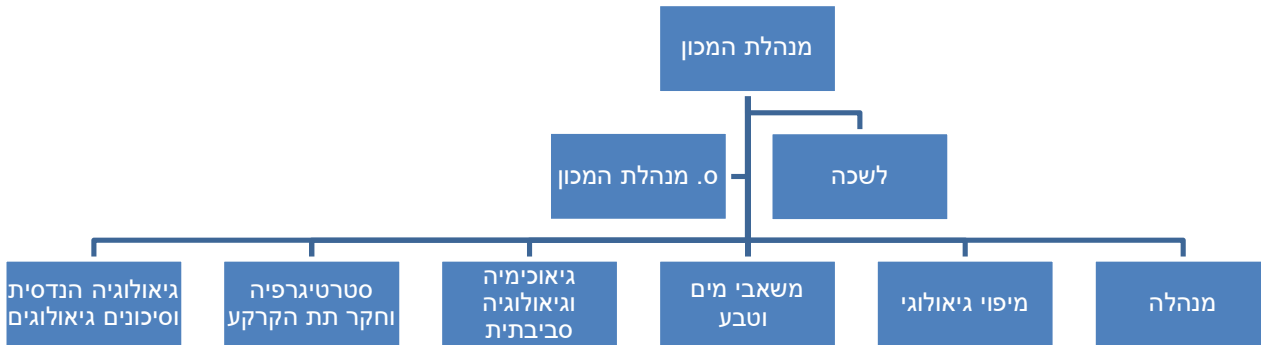 מנהלת המכון
לשכה
ס. מנהלת המכון
מנהלה
מיפוי גיאולוגי
משאבי מים
וטבע
גיאוכימיה
וגיאולוגיה
סביבתית
סטרטיגרפיה
וחקר תת הקרקע
גיאולוגיה הנדסית
וסיכונים גיאולוגים